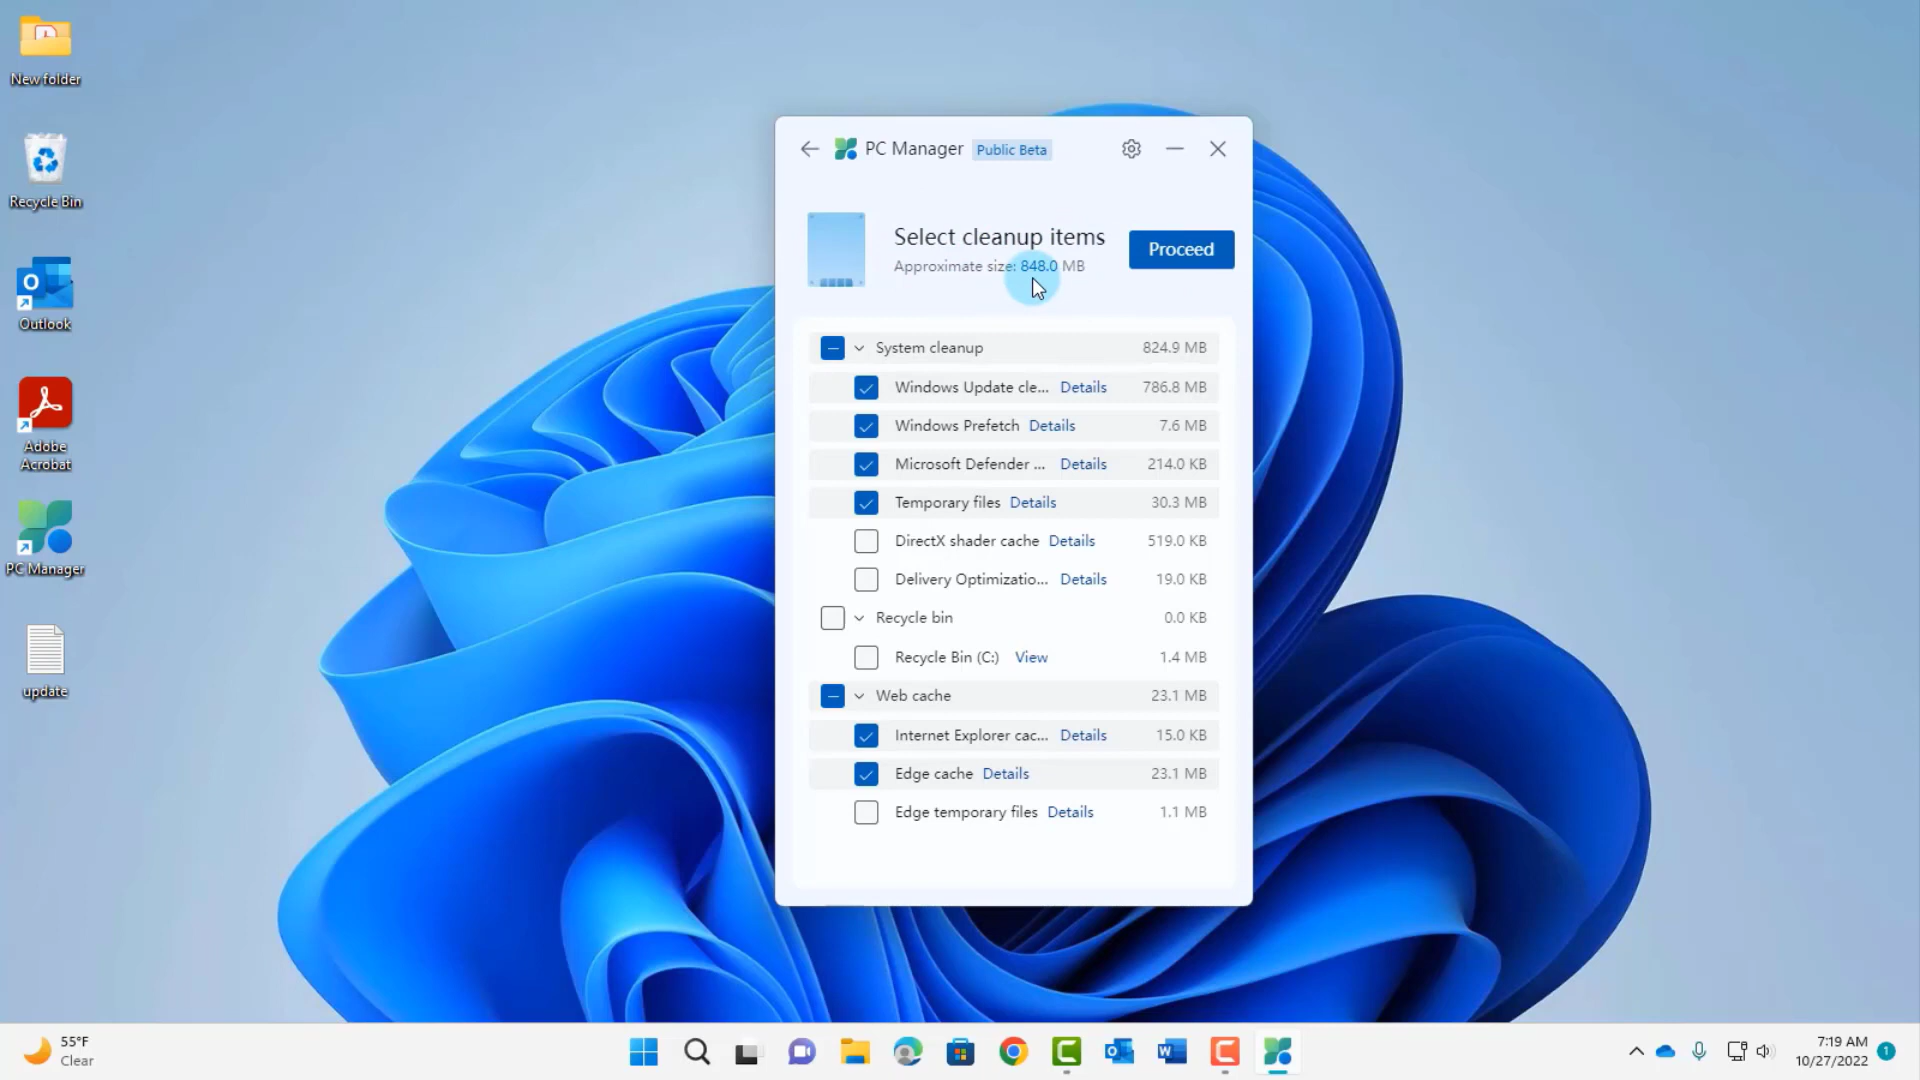 New folder
Recycle Bin
Outlook
Adobe
Acrobat
PC Manager
update
PC Manager Public Beta
Select cleanup items
Approximate size: 848.0 MB
Proceed
System cleanup 824.9 MB
Windows Update cle... Details 786.8 MB
Windows Prefetch Details 7.6 MB
Microsoft Defender ... Details 214.0 KB
Temporary files Details 30.3 MB
DirectX shader cache Details 519.0 KB
Delivery Optimizatio... Details 19.0 KB
Recycle bin 0.0 KB
Recycle Bin (C:) View 1.4 MB
Web cache 23.1 MB
Internet Explorer cac... Details 15.0 KB
Edge cache Details 23.1 MB
Edge temporary files Details 1.1 MB
55°F
Clear
7:19 AM
10/27/2022
1